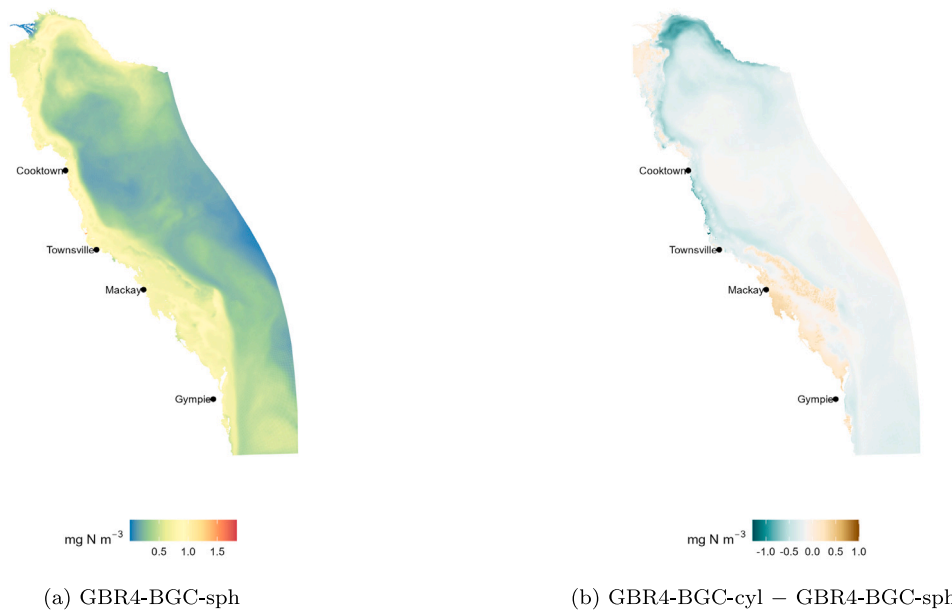 Cooktown
Townsville
Mackay
Gympie
mg N m⁻³
0.5 1.0 1.5
(a) GBR4-BGC-sph
Cooktown
Townsville
Mackay
Gympie
mg N m⁻³
-1.0 -0.5 0.0 0.5 1.0
(b) GBR4-BGC-cyl − GBR4-BGC-sph